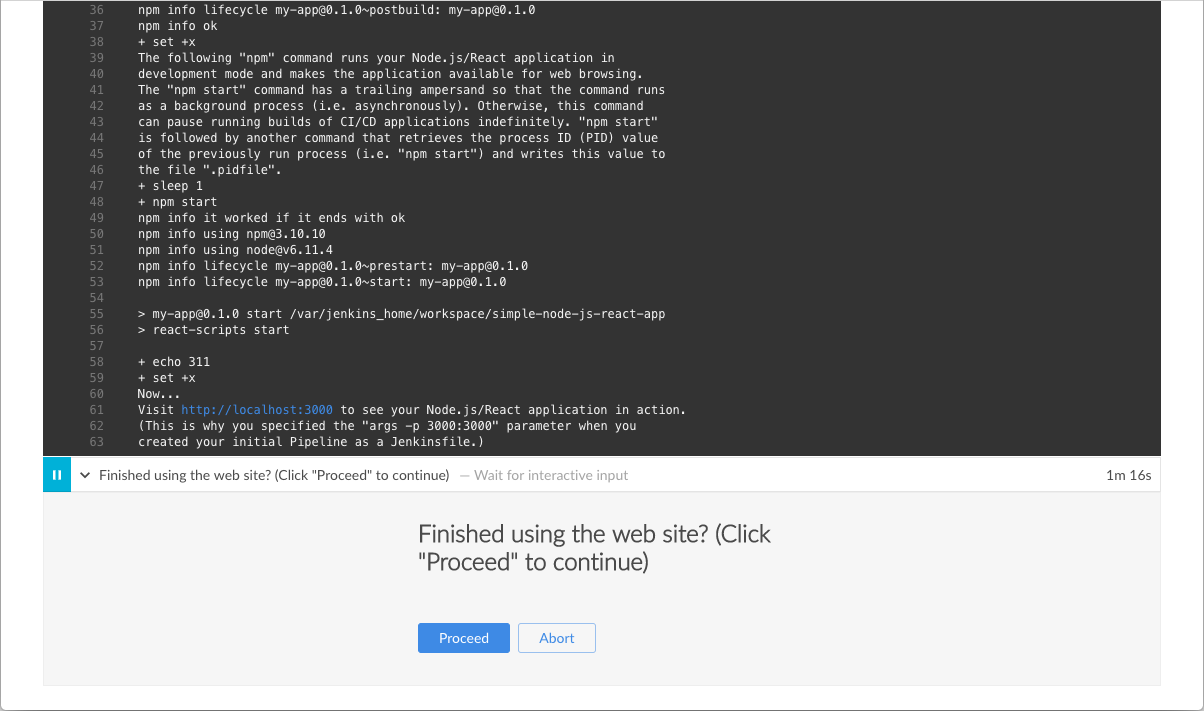 36 npm info lifecycle my-app@0.1.0~postbuild: my-app@0.1.0
37 npm info ok
38 + set +x
39 The following "npm" command runs your Node.js/React application in
40 development mode and makes the application available for web browsing.
41 The "npm start" command has a trailing ampersand so that the command runs
42 as a background process (i.e. asynchronously). Otherwise, this command
43 can pause running builds of CI/CD applications indefinitely. "npm start"
44 is followed by another command that retrieves the process ID (PID) value
45 of the previously run process (i.e. "npm start") and writes this value to
46 the file ".pidfile".
47 + sleep 1
48 + npm start
49 npm info it worked if it ends with ok
50 npm info using npm@3.10.10
51 npm info using node@v6.11.4
52 npm info lifecycle my-app@0.1.0~prestart: my-app@0.1.0
53 npm info lifecycle my-app@0.1.0~start: my-app@0.1.0
54
55 > my-app@0.1.0 start /var/jenkins_home/workspace/simple-node-js-react-app
56 > react-scripts start
57
58 + echo 311
59 + set +x
60 Now...
61 Visit http://localhost:3000 to see your Node.js/React application in action.
62 (This is why you specified the "args -p 3000:3000" parameter when you
63 created your initial Pipeline as a Jenkinsfile.)
Finished using the web site? (Click "Proceed" to continue) — Wait for interactive input 1m 16s
Finished using the web site? (Click
"Proceed" to continue)
Proceed Abort